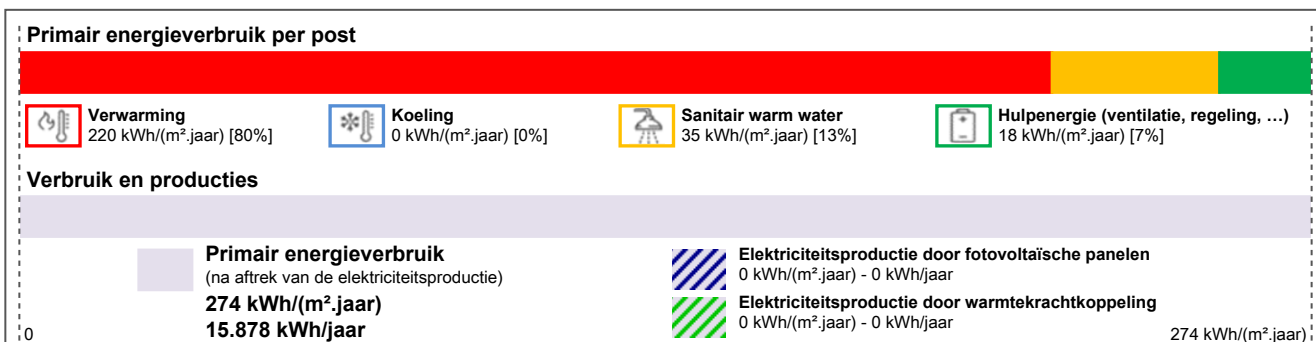 Primair energieverbruik per post
Verwarming
220 kWh/(m².jaar) [80%]
Koeling
0 kWh/(m².jaar) [0%]
Sanitair warm water
35 kWh/(m².jaar) [13%]
Hulpenergie (ventilatie, regeling, …)
18 kWh/(m².jaar) [7%]
Verbruik en producties
Primair energieverbruik
(na aftrek van de elektriciteitsproductie)
274 kWh/(m².jaar)
15.878 kWh/jaar
Elektriciteitsproductie door fotovoltaïsche panelen
0 kWh/(m².jaar) - 0 kWh/jaar
Elektriciteitsproductie door warmtekrachtkoppeling
0 kWh/(m².jaar) - 0 kWh/jaar
0
274 kWh/(m².jaar)